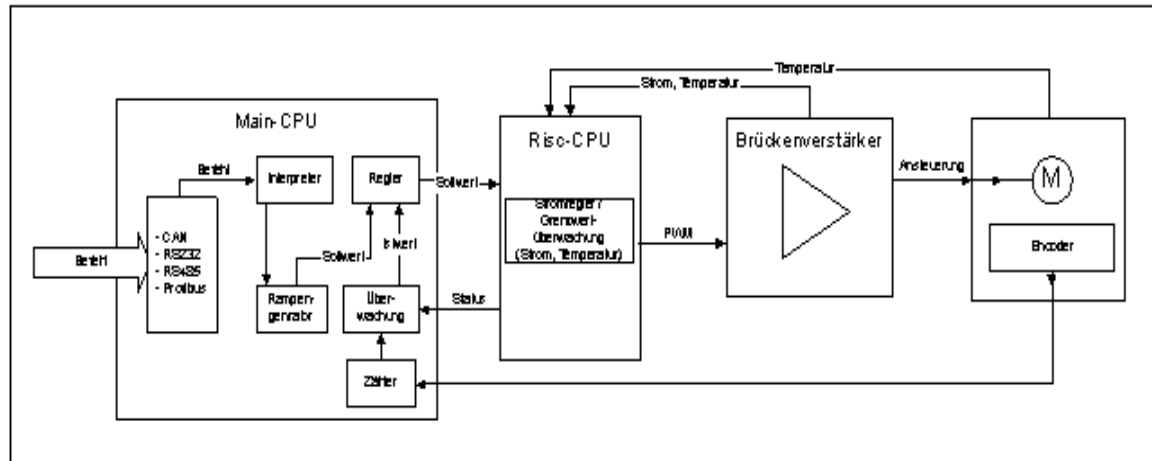 Temperatur
Strom, Temperatur
Main-CPU
Risc-CPU
Brückenverstärker
Befehl
Interpreter
Regler
Sollwert
Ansteuerung
M
- CAN
- RS232
- RS485
- Profibus
Befehl
Sollwert
Istwert
Stromregler /
Grenzwert-
überwachung
(Strom, Temperatur)
PWM
Encoder
Rampen-
genrator
Über-
wachung
Status
Zähler